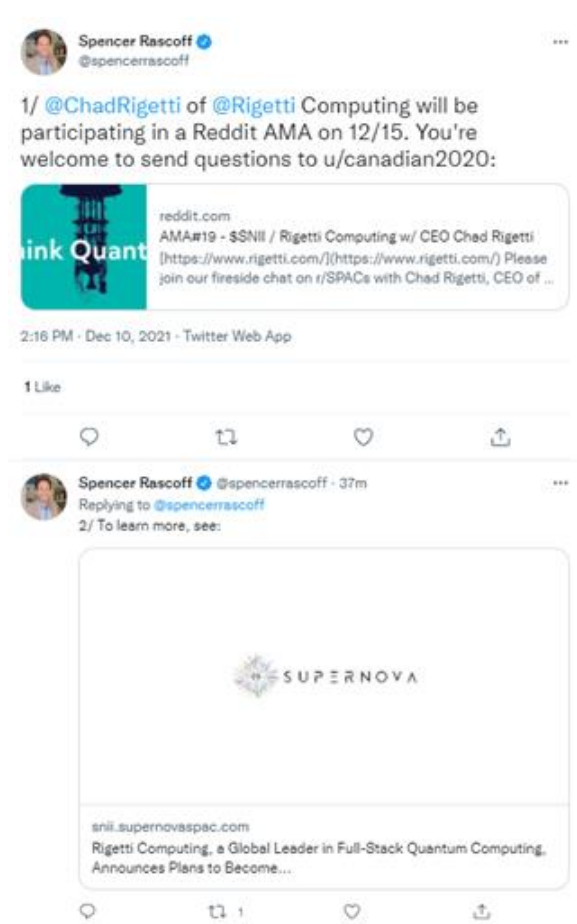 Spencer Rascoff
@spencerrascoff
1/ @ChadRigetti of @Rigetti Computing will be
participating in a Reddit AMA on 12/15. You're
welcome to send questions to u/canadian2020:
ink Quant
reddit.com
AMA#19 - $SNII / Rigetti Computing w/ CEO Chad Rigetti
[https://www.rigetti.com/](https://www.rigetti.com/) Please
join our fireside chat on r/SPACs with Chad Rigetti, CEO of ...
2:16 PM · Dec 10, 2021 · Twitter Web App
1 Like
Spencer Rascoff @spencerrascoff · 37m
Replying to @spencerrascoff
2/ To learn more, see:
SUPERNOVA
snii.supernovaspac.com
Rigetti Computing, a Global Leader in Full-Stack Quantum Computing,
Announces Plans to Become...
1